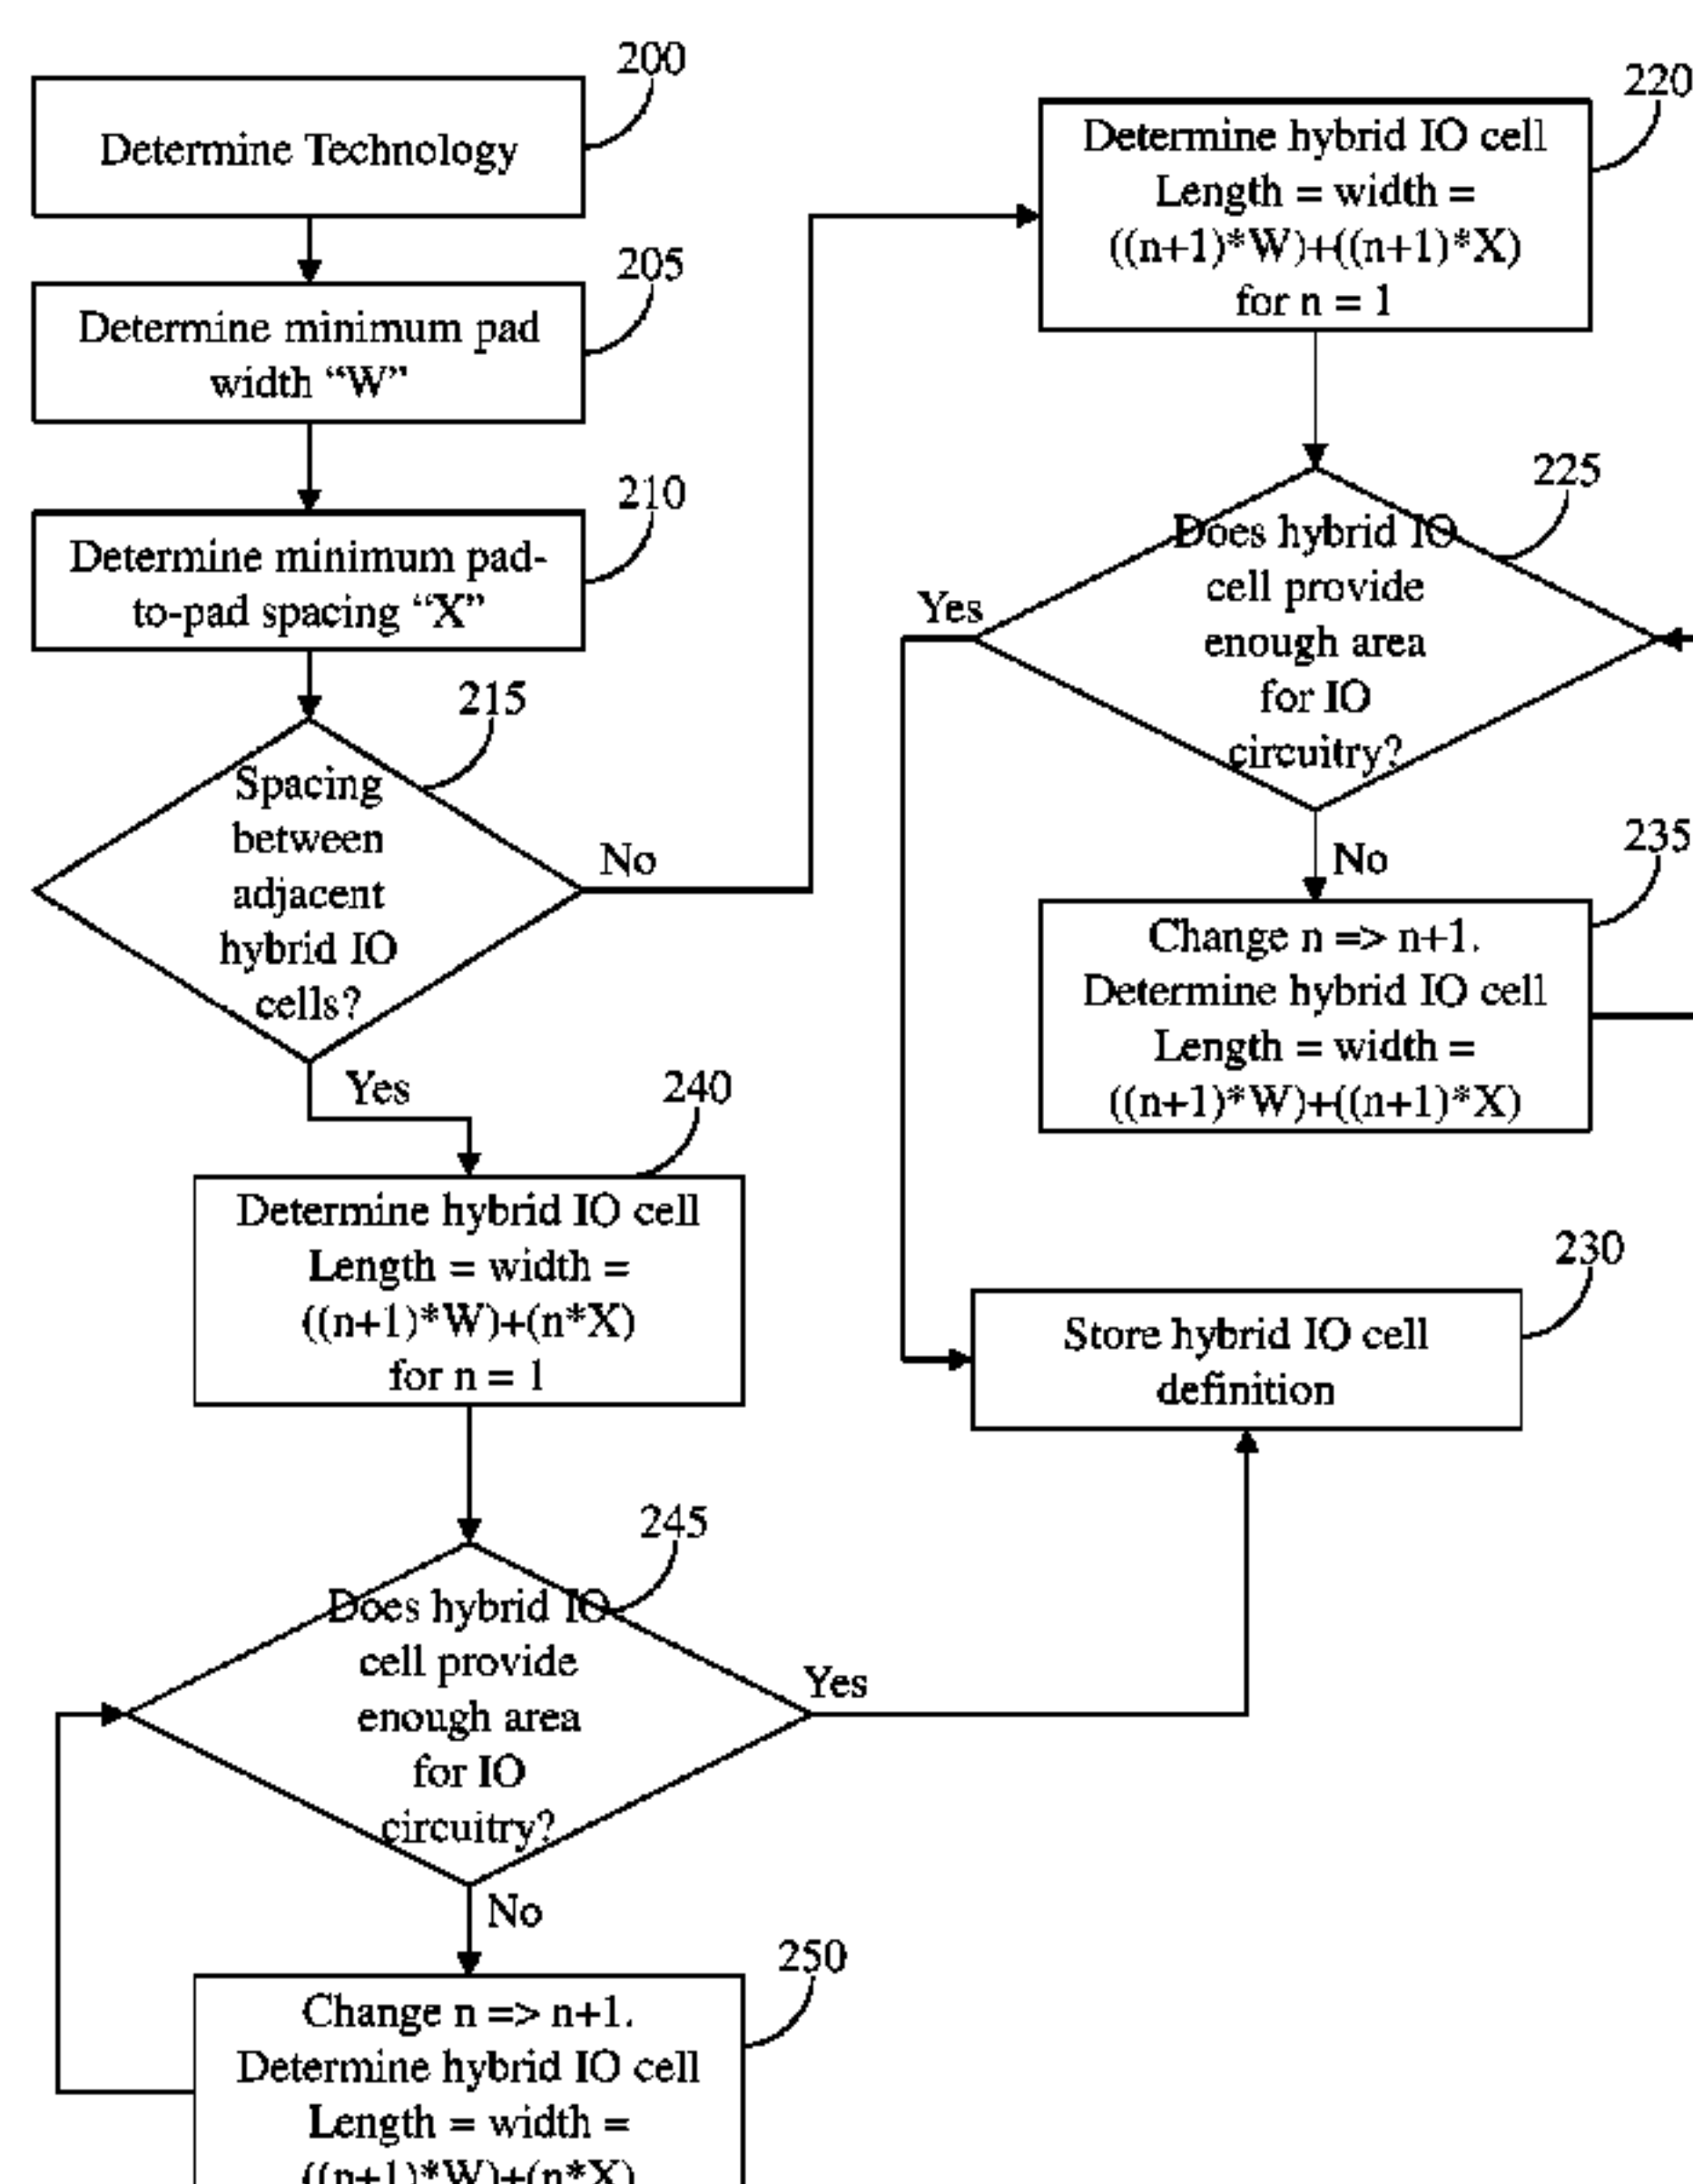 200
Determine Technology
205
Determine minimum pad
width “W”
210
Determine minimum pad-
to-pad spacing “X”
215
Spacing
between
adjacent
hybrid IO
cells?
No
Yes
220
Determine hybrid IO cell
Length = width =
((n+1)*W)+((n+1)*X)
for n = 1
225
Does hybrid IO
cell provide
enough area
for IO
circuitry?
Yes
No
235
Change n => n+1.
Determine hybrid IO cell
Length = width =
((n+1)*W)+((n+1)*X)
230
Store hybrid IO cell
definition
240
Determine hybrid IO cell
Length = width =
((n+1)*W)+(n*X)
for n = 1
245
Does hybrid IO
cell provide
enough area
for IO
circuitry?
Yes
No
250
Change n => n+1.
Determine hybrid IO cell
Length = width =
((n+1)*W)+(n*X)